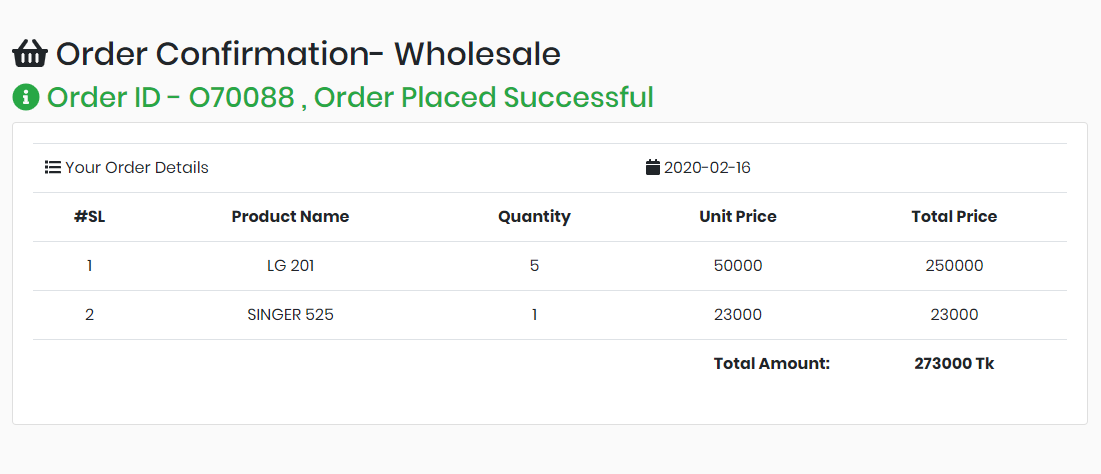 Order Confirmation- Wholesale
Order ID - O70088 , Order Placed Successful
Your Order Details 2020-02-16
#SL Product Name Quantity Unit Price Total Price
1 LG 201 5 50000 250000
2 SINGER 525 1 23000 23000
Total Amount: 273000 Tk